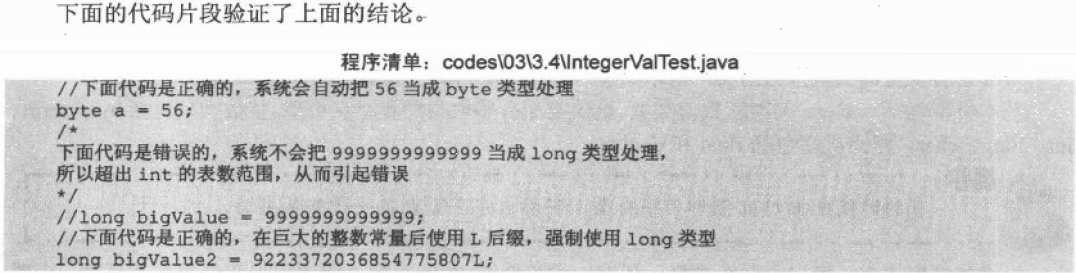 下面的代码片段验证了上面的结论。
程序清单：codes\03\3.4\IntegerValTest.java
//下面代码是正确的，系统会自动把 56 当成 byte 类型处理
byte a = 56;
/*
下面代码是错误的，系统不会把 9999999999999 当成 long 类型处理，
所以超出 int 的表数范围，从而引起错误
*/
//long bigValue = 9999999999999;
//下面代码是正确的，在巨大的整数常量后使用 L 后缀，强制使用 long 类型
long bigValue2 = 9223372036854775807L;